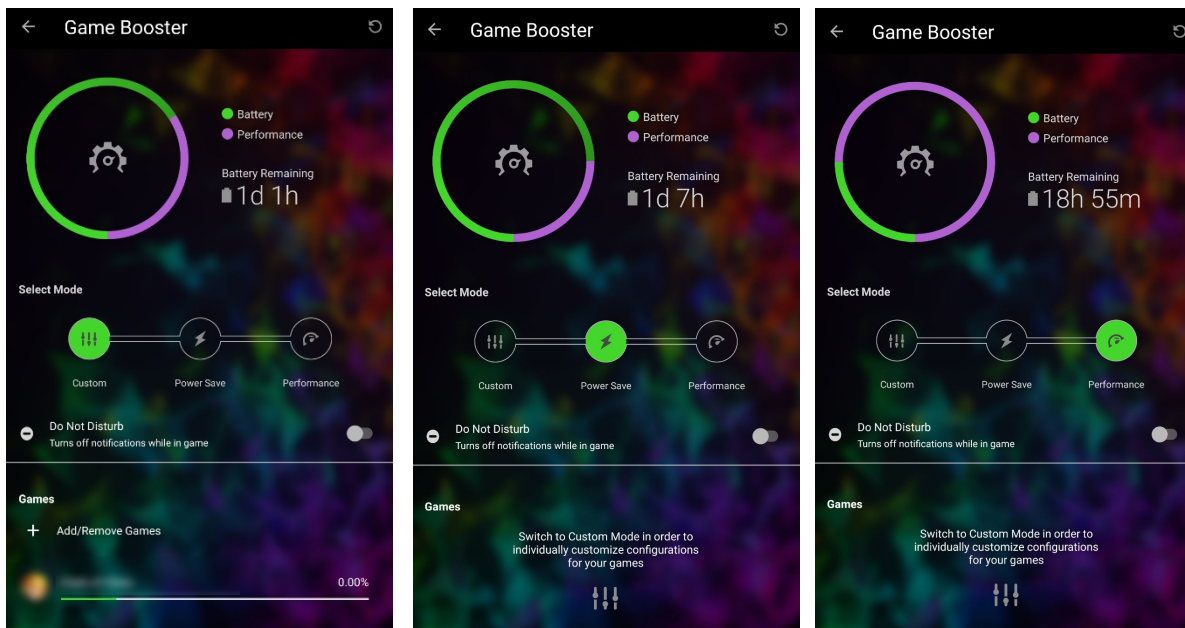 Game Booster
Battery
Performance
Battery Remaining
1d 1h
Select Mode
Custom
Power Save
Performance
Do Not Disturb
Turns off notifications while in game
Games
Add/Remove Games
0.00%
Game Booster
Battery
Performance
Battery Remaining
1d 7h
Select Mode
Custom
Power Save
Performance
Do Not Disturb
Turns off notifications while in game
Games
Switch to Custom Mode in order to
individually customize configurations
for your games
Game Booster
Battery
Performance
Battery Remaining
18h 55m
Select Mode
Custom
Power Save
Performance
Do Not Disturb
Turns off notifications while in game
Games
Switch to Custom Mode in order to
individually customize configurations
for your games